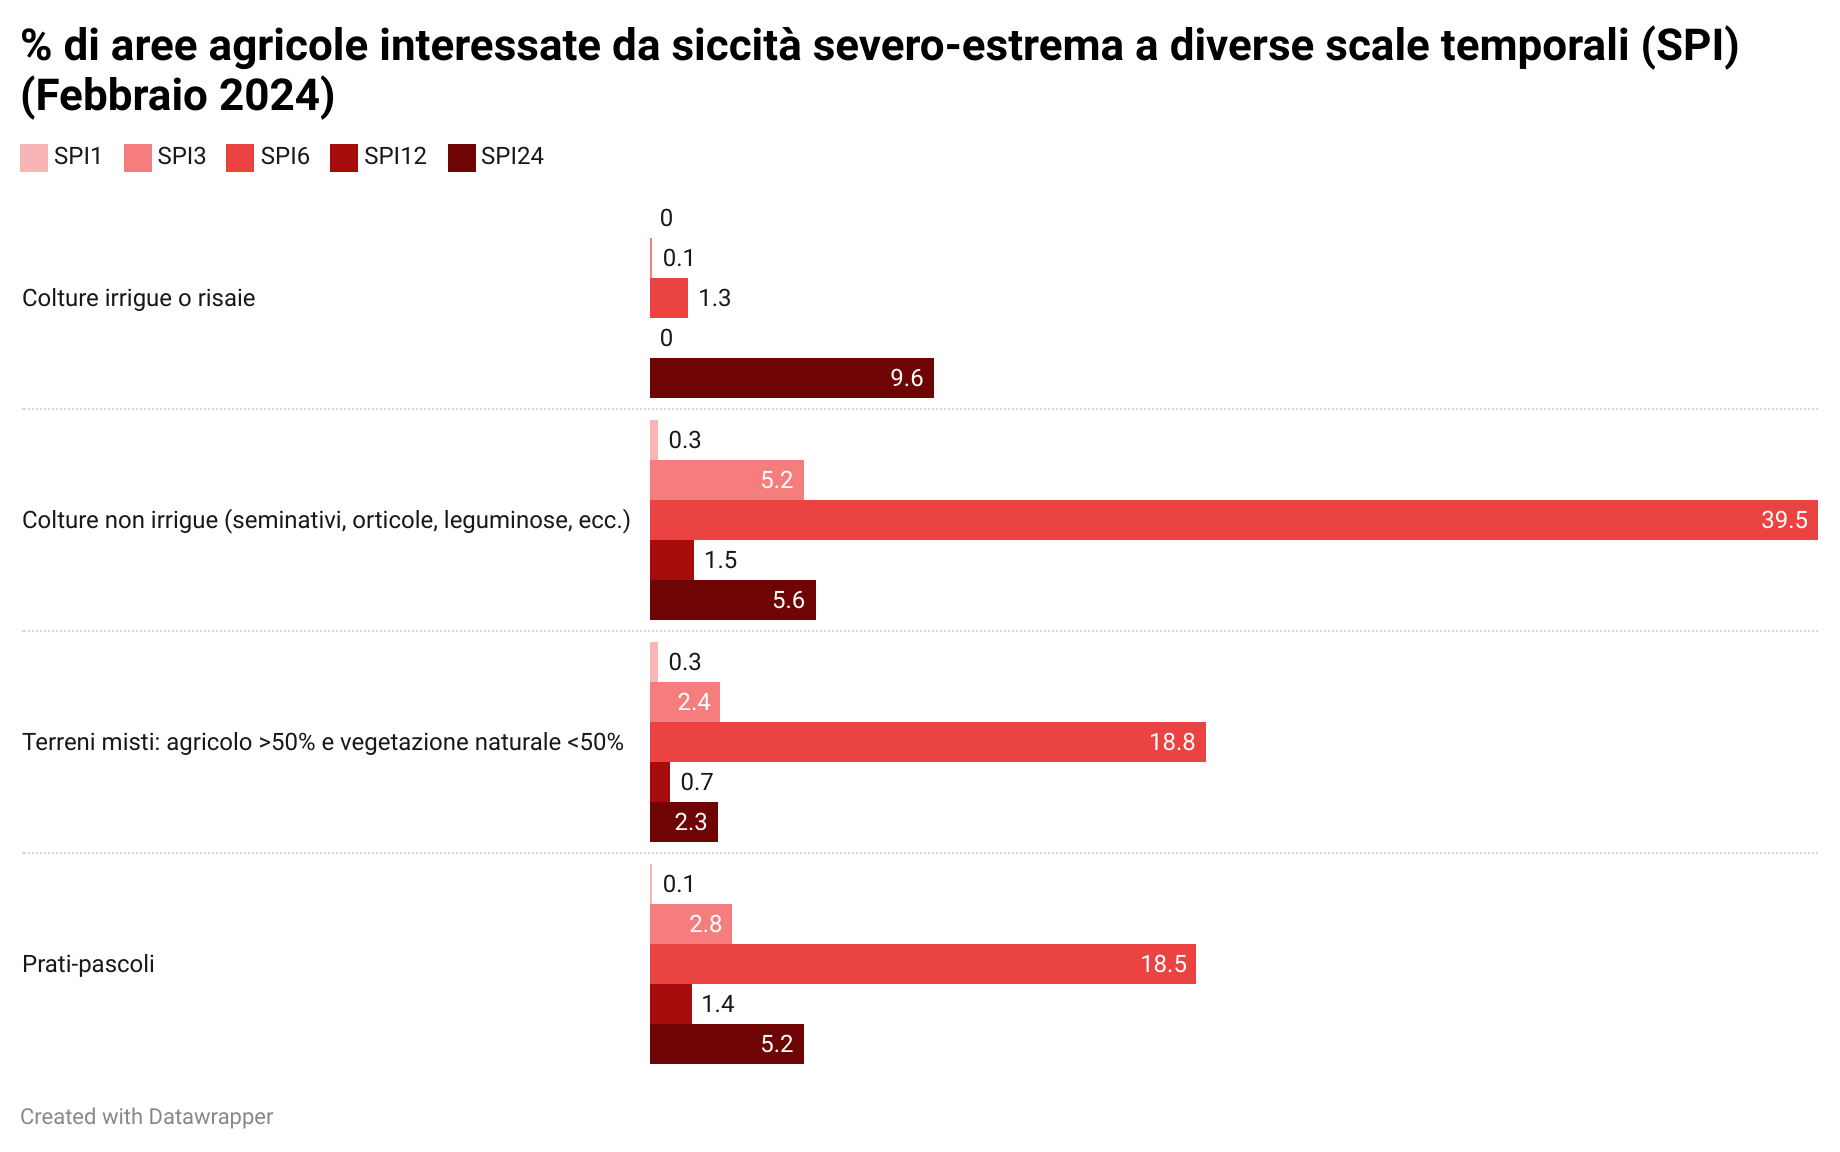 % di aree agricole interessate da siccità severo-estrema a diverse scale temporali (SPI)
(Febbraio 2024)
SPI1 SPI3 SPI6 SPI12 SPI24
0
0.1
Colture irrigue o risaie 1.3
0
9.6
0.3
5.2
Colture non irrigue (seminativi, orticole, leguminose, ecc.) 39.5
1.5
5.6
0.3
2.4
Terreni misti: agricolo >50% e vegetazione naturale <50% 18.8
0.7
2.3
0.1
2.8
Prati-pascoli 18.5
1.4
5.2
Created with Datawrapper